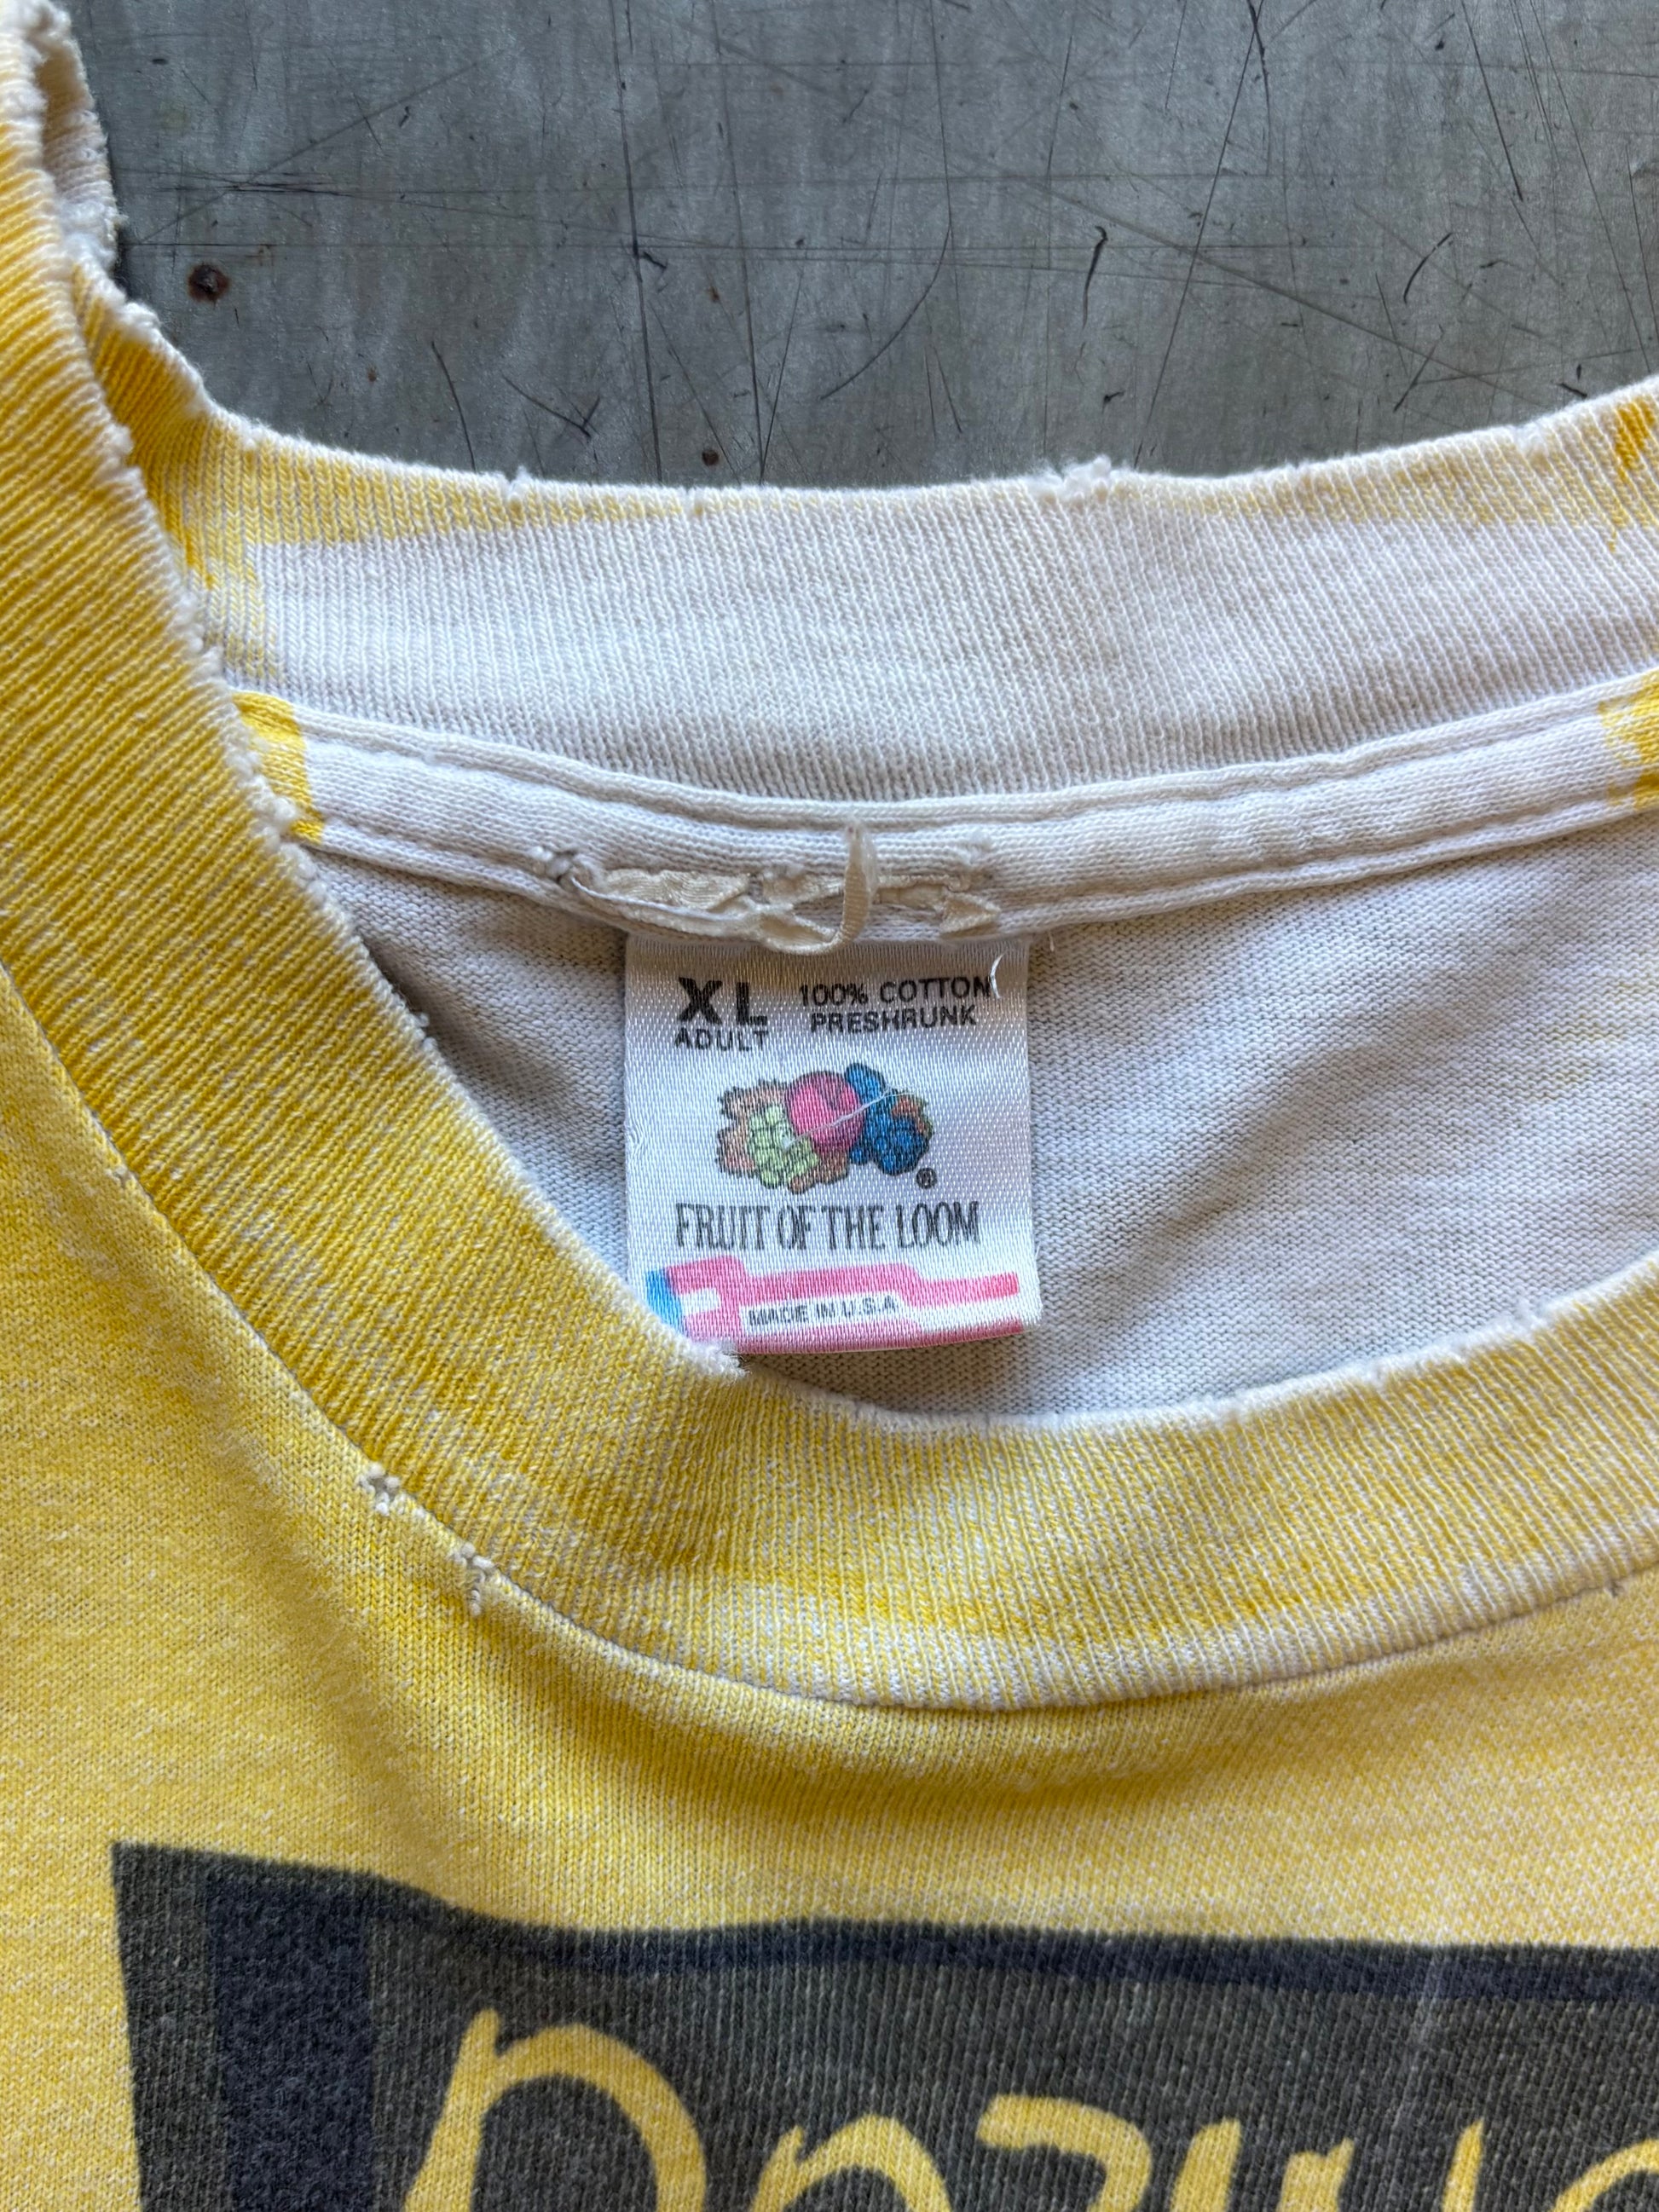 XL
ADULT
100% COTTON
PRESHRUNK
®
FRUIT OF THE LOOM
MADE IN U.S.A